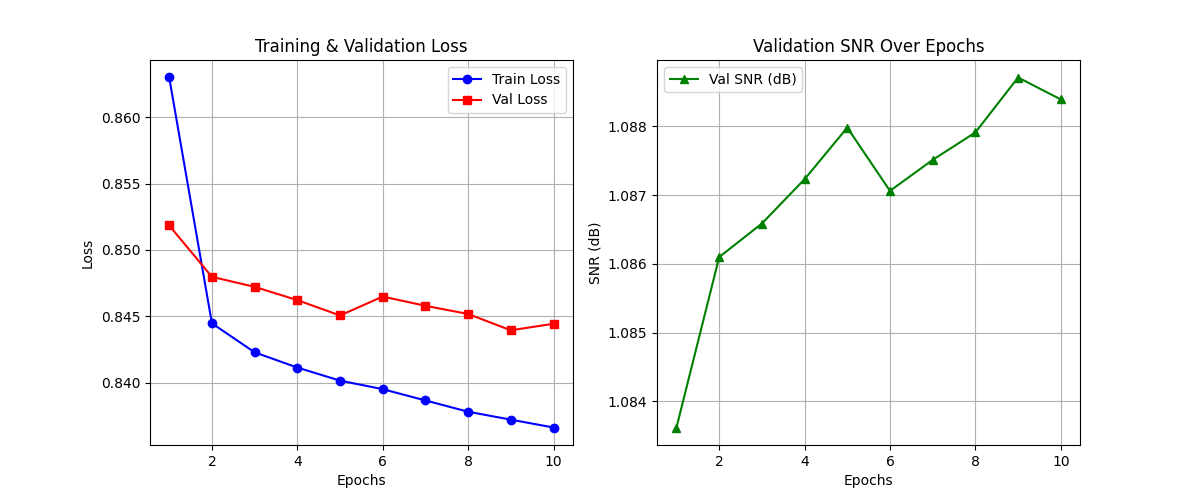 Training & Validation Loss
Train Loss
Val Loss
0.860
0.855
0.850
0.845
0.840
Loss
2
4
6
8
10
Epochs
Validation SNR Over Epochs
Val SNR (dB)
1.088
1.087
1.086
1.085
1.084
SNR (dB)
2
4
6
8
10
Epochs